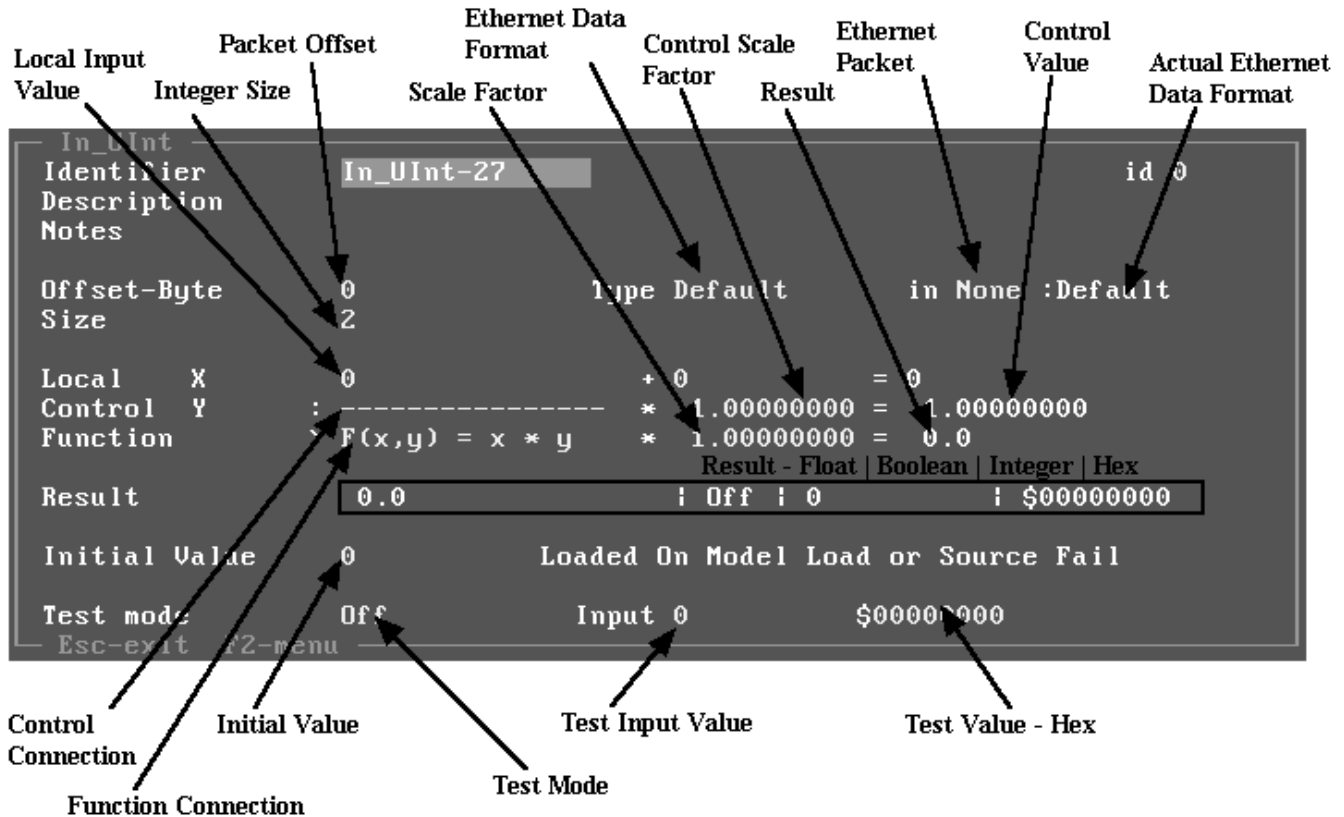 Ethernet Data
Format
Ethernet
Packet
Control
Value
Packet Offset
Control Scale
Factor
Local Input
Value
Actual Ethernet
Data Format
Integer Size
Scale Factor
Result
In_UInt
Identifier In_UInt-27 id 0
Description
Notes
Offset-Byte 0 Type Default in None :Default
Size 2
Local X 0 + 0 = 0
Control Y : ---------------- * 1.00000000 = 1.00000000
Function ` F(x,y) = x * y * 1.00000000 = 0.0
Result - Float | Boolean | Integer | Hex
Result 0.0 ¦ Off ¦ 0 ¦ $00000000
Initial Value 0 Loaded On Model Load or Source Fail
Test mode Off Input 0 $00000000
Esc-exit F2-menu
Control
Connection
Initial Value
Test Input Value
Test Value - Hex
Test Mode
Function Connection